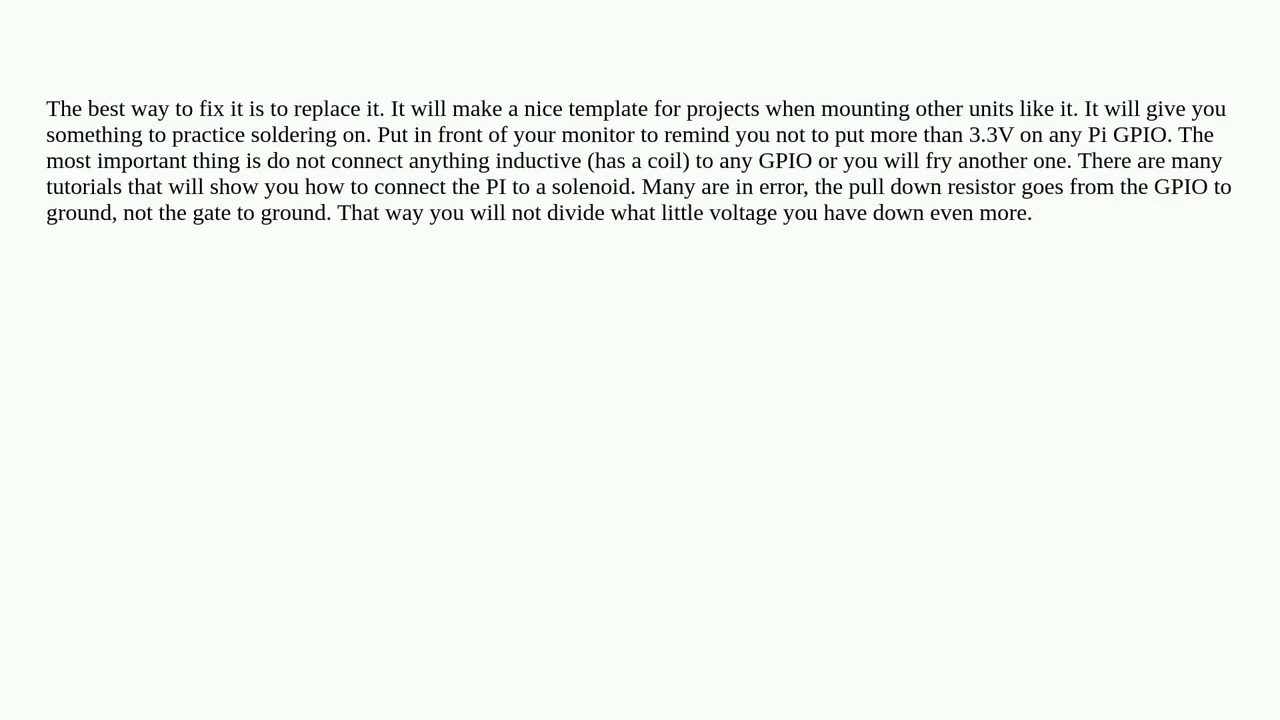 The best way to fix it is to replace it. It will make a nice template for projects when mounting other units like it. It will give you
something to practice soldering on. Put in front of your monitor to remind you not to put more than 3.3V on any Pi GPIO. The
most important thing is do not connect anything inductive (has a coil) to any GPIO or you will fry another one. There are many
tutorials that will show you how to connect the PI to a solenoid. Many are in error, the pull down resistor goes from the GPIO to
ground, not the gate to ground. That way you will not divide what little voltage you have down even more.